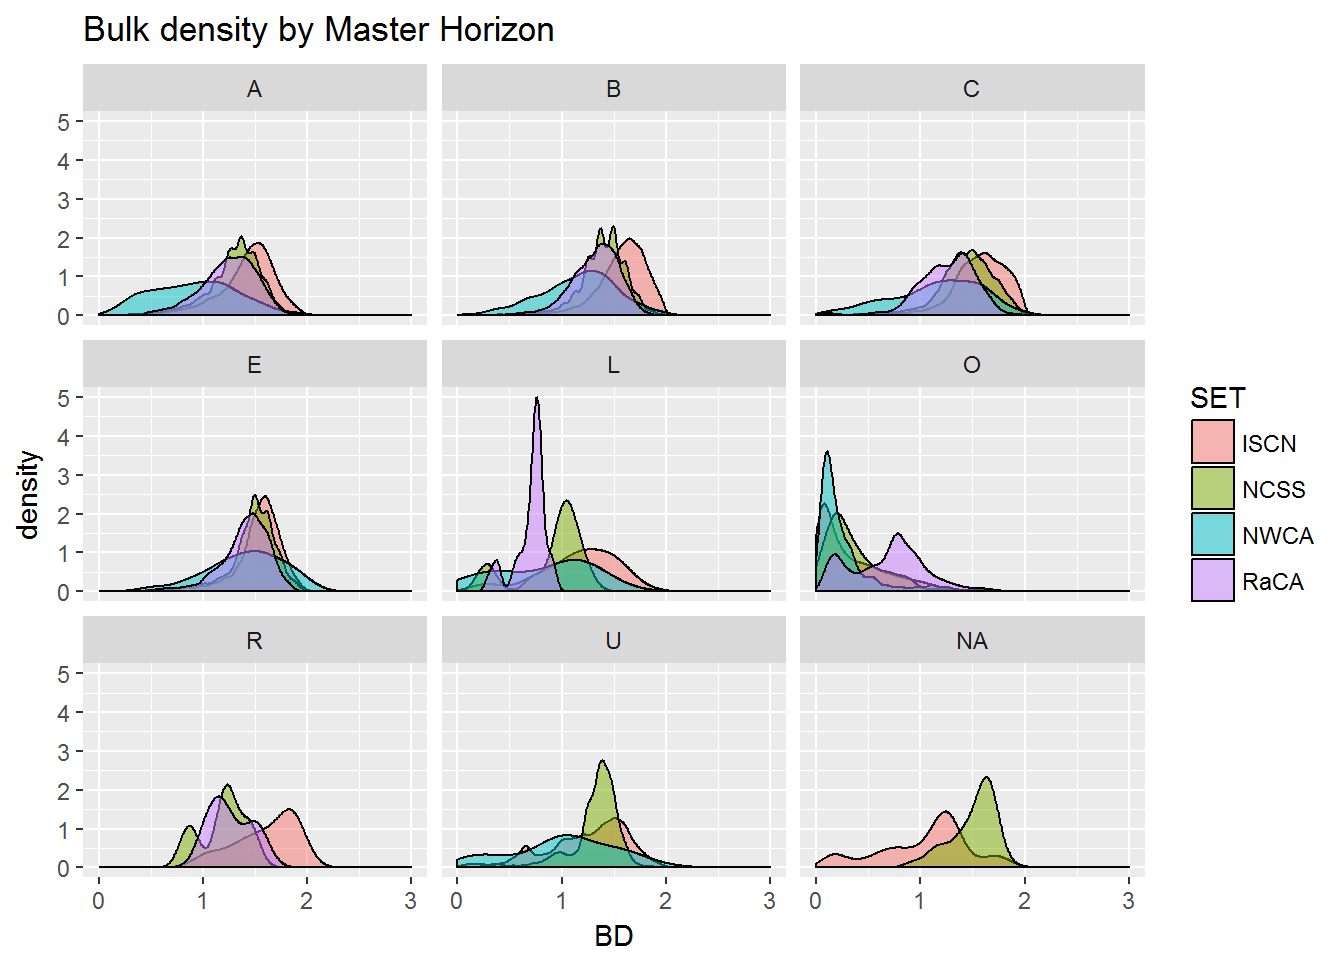 Bulk density by Master Horizon
A B C
5
4
3
2
1
0
E L O
5
4
3
2
1
0
R U NA
5
4
3
2
1
0
0 1 2 3 0 1 2 3 0 1 2 3
BD
density
SET
ISCN
NCSS
NWCA
RaCA